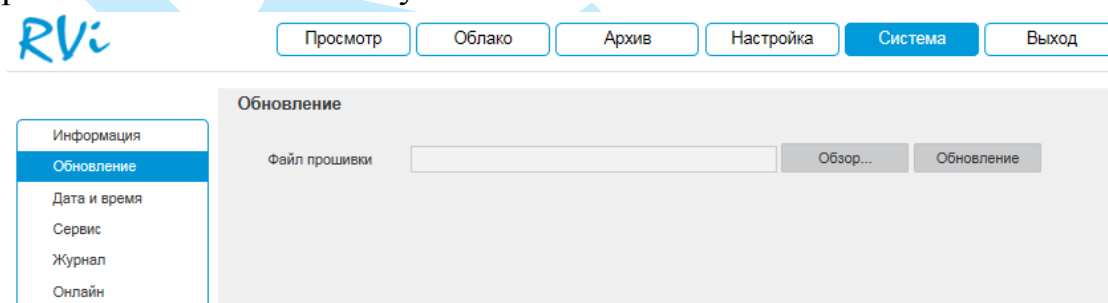 RVi
Просмотр Облако Архив Настройка Система Выход
Обновление
Информация
Обновление
Файл прошивки Обзор... Обновление
Дата и время
Сервис
Журнал
Онлайн